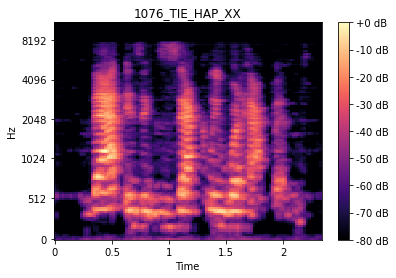 1076_TIE_HAP_XX
+0 dB
8192
-10 dB
4096
-20 dB
-30 dB
2048
-40 dB
Hz
1024
-50 dB
-60 dB
512
-70 dB
0
-80 dB
0 0.5 1 1.5 2
Time